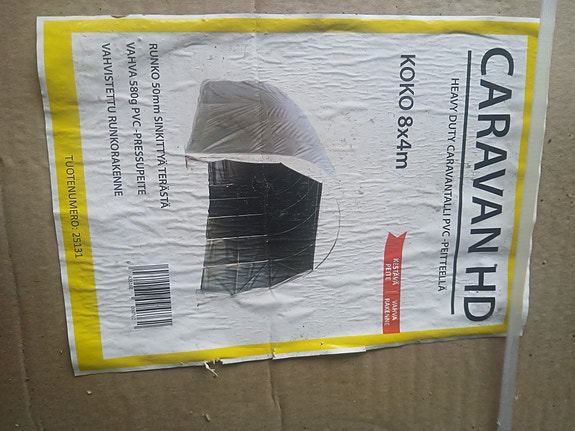 CARAVAN HD
HEAVY DUTY CARAVANTALLI PVC-PEITTEELLÄ
KOKO 8x4m
KESTÄVÄ
PEITE
VAHVA
RAKENNE
RUNKO 50mm SINKITTYÄ TERÄSTÄ
VAHVA 580g PVC-PRESSUPEITE
VAHVISTETTU RUNKORAKENNE
TUOTENUMERO: 25131